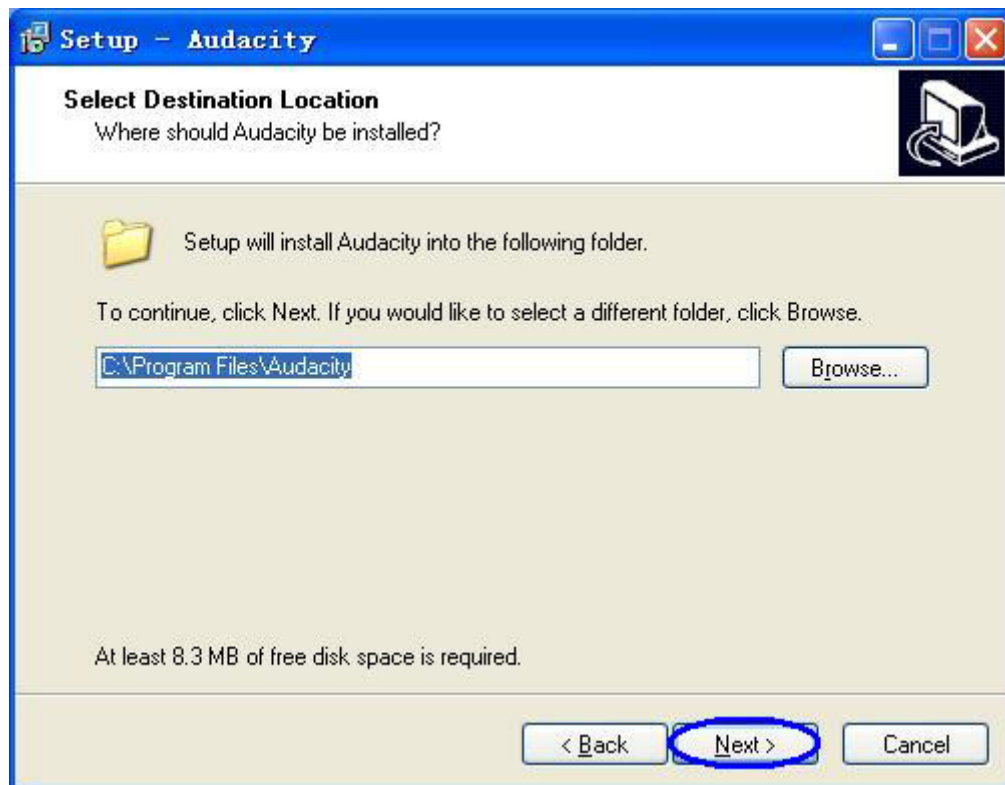 Setup - Audacity
Select Destination Location
Where should Audacity be installed?
Setup will install Audacity into the following folder.
To continue, click Next. If you would like to select a different folder, click Browse.
C:\Program Files\Audacity
Browse...
At least 8.3 MB of free disk space is required.
< Back
Next >
Cancel